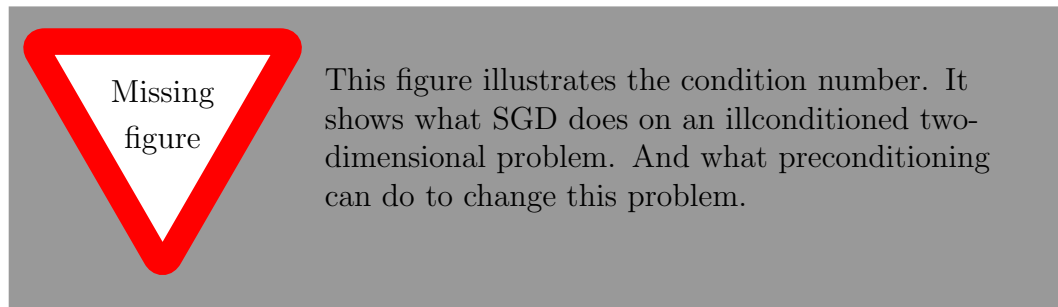 Missing
figure
This figure illustrates the condition number. It
shows what SGD does on an illconditioned two-
dimensional problem. And what preconditioning
can do to change this problem.